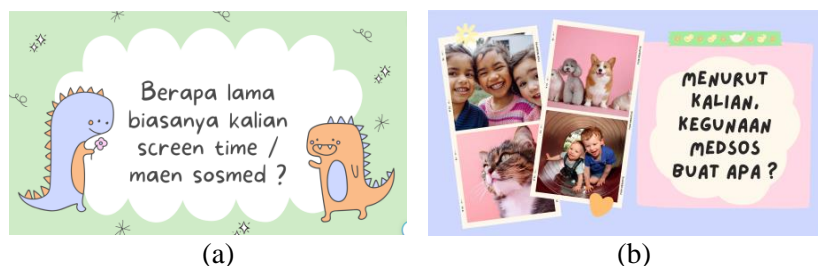 Berapa lama
biasanya kalian
screen time /
maen sosmed ?
MENURUT
KALIAN,
KEGUNAAN
MEDSOS
BUAT APA ?
(a)
(b)